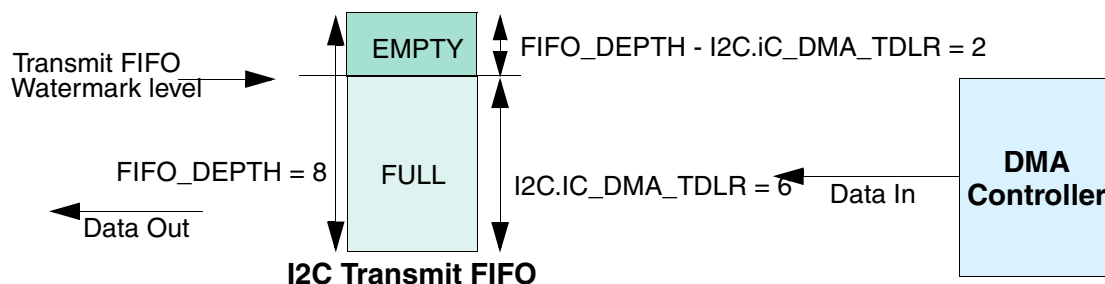 EMPTY
FIFO_DEPTH - I2C.iC_DMA_TDLR = 2
Transmit FIFO
Watermark level
FIFO_DEPTH = 8
FULL
I2C.IC_DMA_TDLR = 6
Data In
DMA
Controller
Data Out
I2C Transmit FIFO